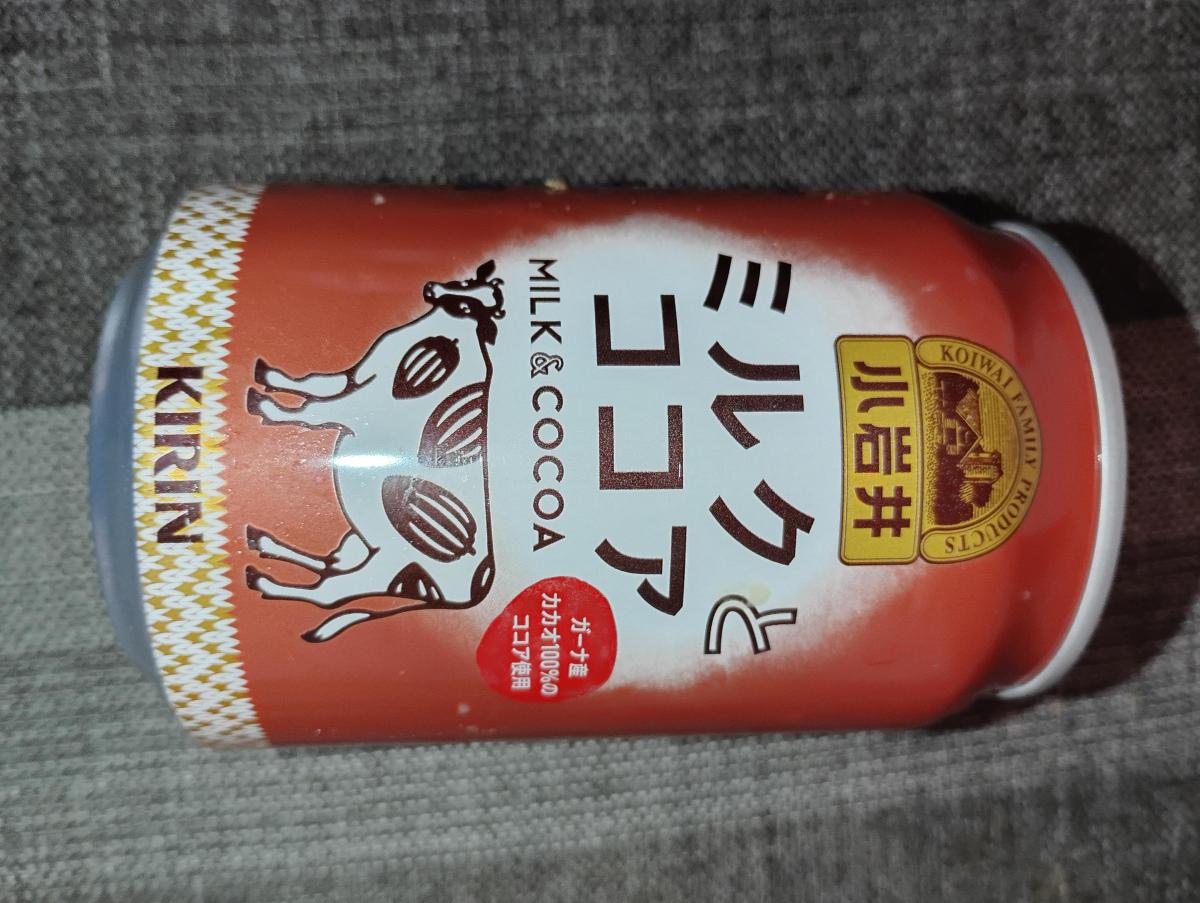 KOIWAI FAMILY PRODUCTS
小岩井
ミルクと
ココア
MILK & COCOA
ガーナ産
カカオ100%の
ココア使用
KIRIN